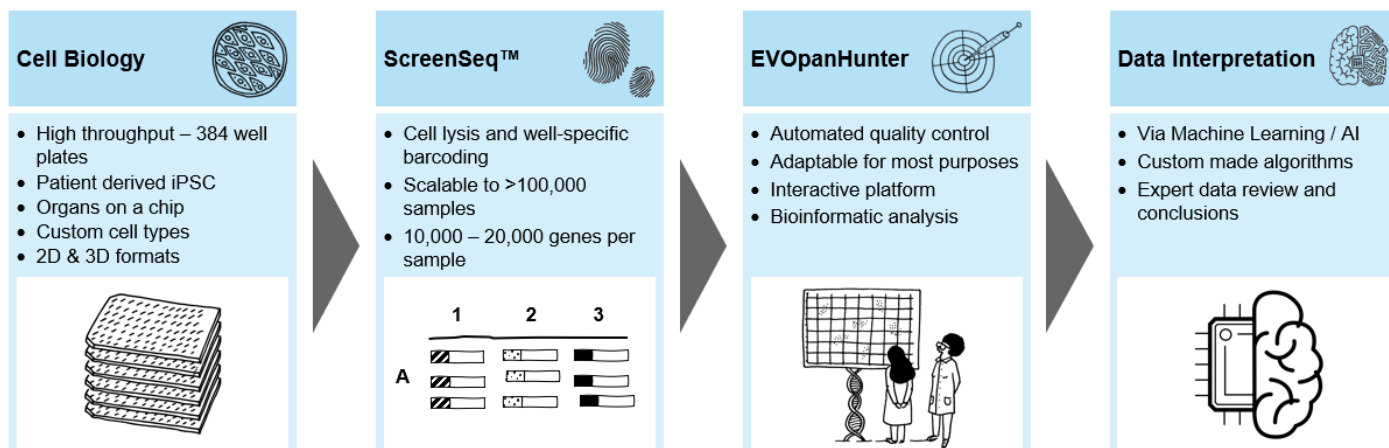 Cell Biology
• High throughput – 384 well
plates
• Patient derived iPSC
• Organs on a chip
• Custom cell types
• 2D & 3D formats
ScreenSeq™
• Cell lysis and well-specific
barcoding
• Scalable to >100,000
samples
• 10,000 – 20,000 genes per
sample
1 2 3
A
EVOpanHunter
• Automated quality control
• Adaptable for most purposes
• Interactive platform
• Bioinformatic analysis
Data Interpretation
• Via Machine Learning / AI
• Custom made algorithms
• Expert data review and
conclusions